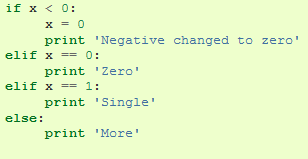 if x < 0:
     x = 0
     print 'Negative changed to zero'
elif x == 0:
     print 'Zero'
elif x == 1:
     print 'Single'
else:
     print 'More'